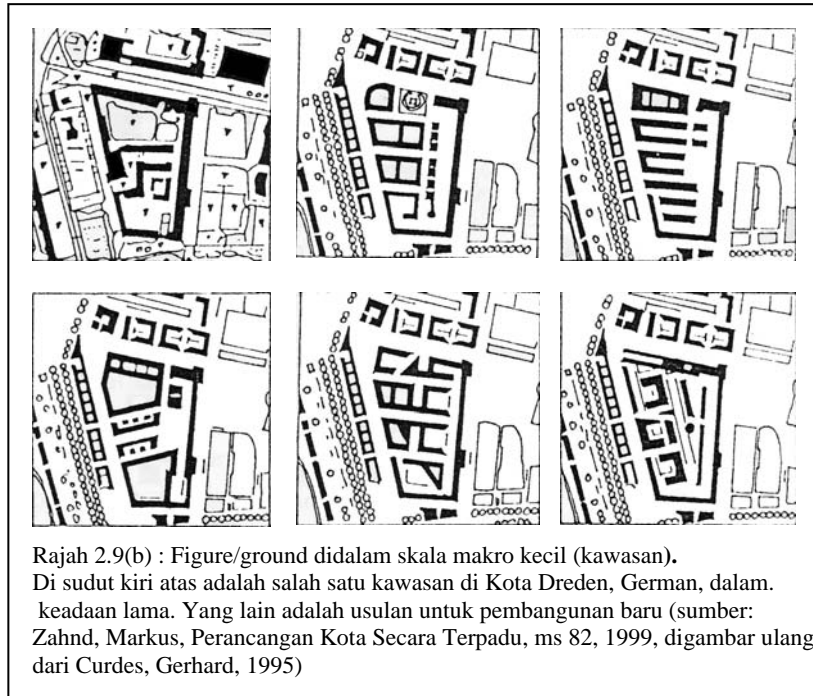 Rajah 2.9(b) : Figure/ground didalam skala makro kecil (kawasan).
Di sudut kiri atas adalah salah satu kawasan di Kota Dreden, German, dalam.
keadaan lama. Yang lain adalah usulan untuk pembangunan baru (sumber:
Zahnd, Markus, Perancangan Kota Secara Terpadu, ms 82, 1999, digambar ulang
dari Curdes, Gerhard, 1995)